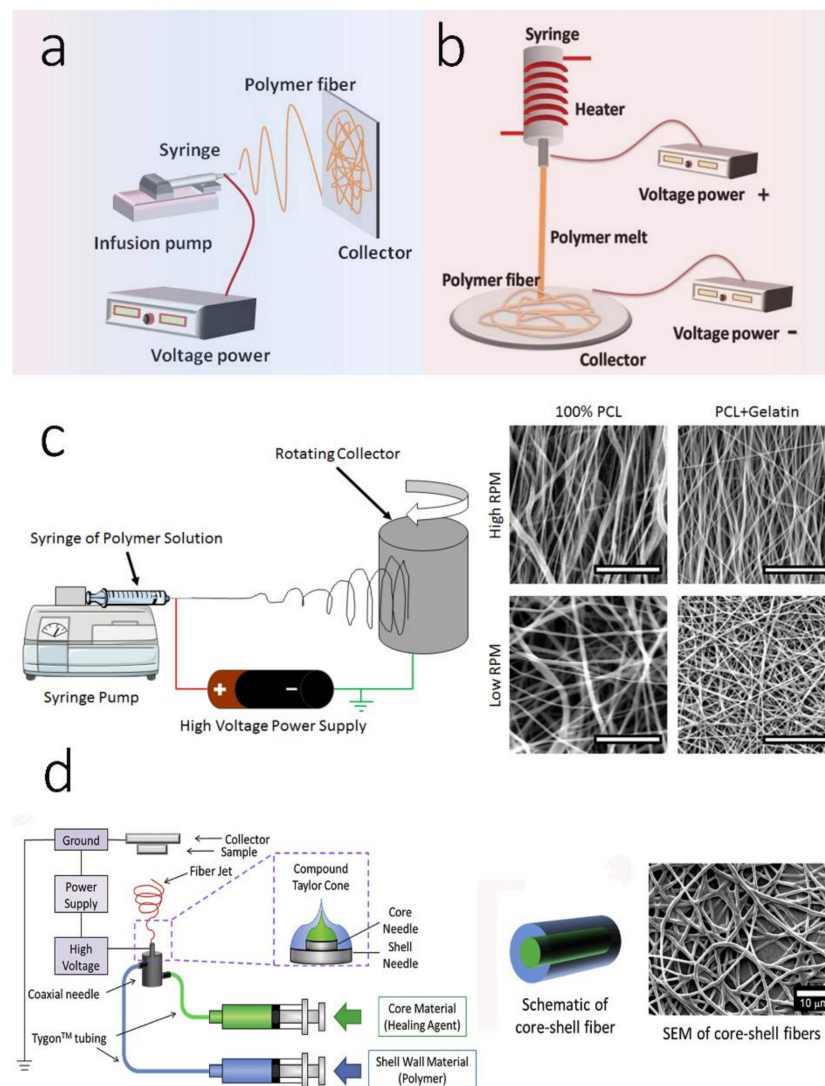 a
Polymer fiber
Syringe
Infusion pump
Collector
Voltage power
b
Syringe
Heater
Voltage power +
Polymer melt
Polymer fiber
Voltage power -
Collector
c
Rotating Collector
Syringe of Polymer Solution
+
-
Syringe Pump
High Voltage Power Supply
100% PCL
PCL+Gelatin
High RPM
Low RPM
d
Ground
Collector
Sample
Fiber Jet
Power
Supply
High
Voltage
Coaxial needle
Tygon™ tubing
Compound
Taylor Cone
Core
Needle
Shell
Needle
Core Material
(Healing Agent)
Shell Wall Material
(Polymer)
Schematic of
core-shell fiber
10 μm
SEM of core-shell fibers